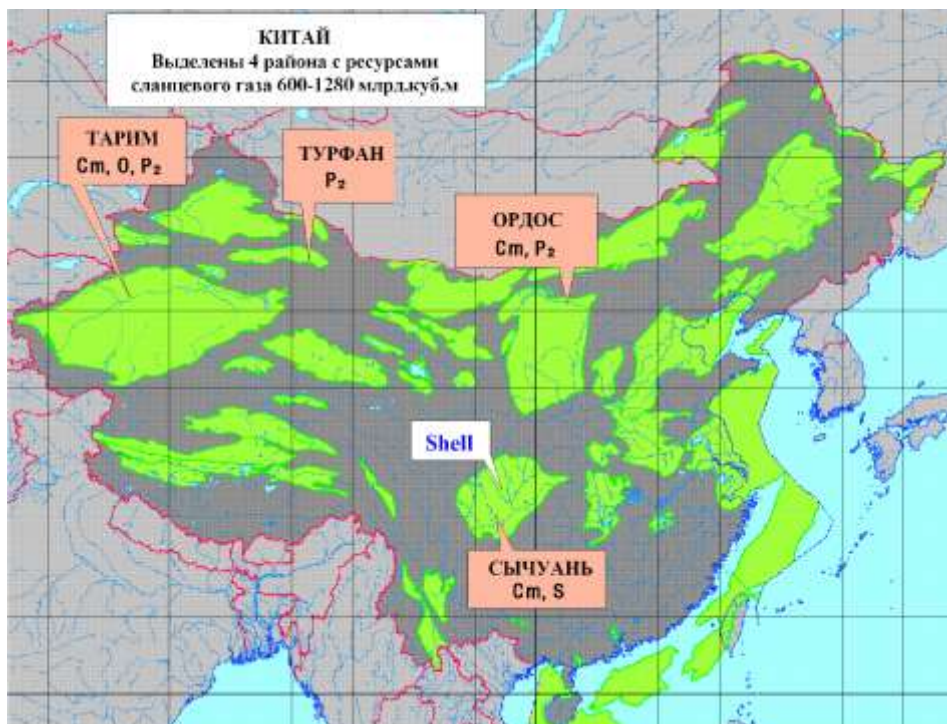 КИТАЙ
Выделены 4 района с ресурсами
сланцевого газа 600-1280 млрд.куб.м
ТАРИМ
Cm, O, P₂
ТУРФАН
P₂
ОРДОС
Cm, P₂
Shell
СЫЧУАНЬ
Cm, S